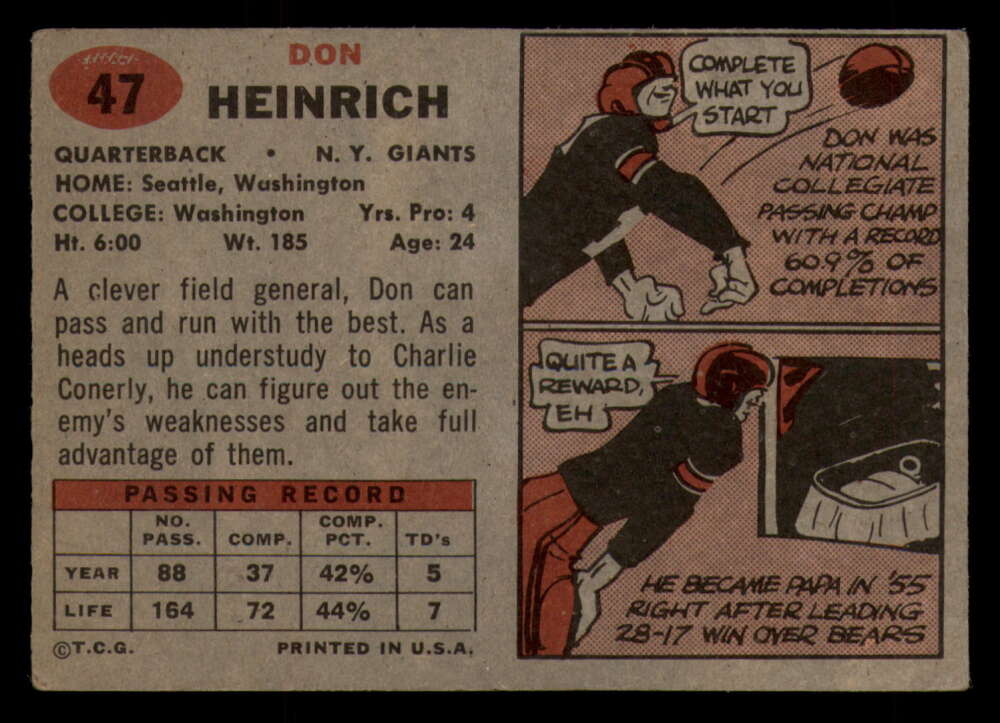 47
DON
HEINRICH
QUARTERBACK • N. Y. GIANTS
HOME: Seattle, Washington
COLLEGE: Washington Yrs. Pro: 4
Ht. 6:00 Wt. 185 Age: 24
A clever field general, Don can
pass and run with the best. As a
heads up understudy to Charlie
Conerly, he can figure out the en-
emy's weaknesses and take full
advantage of them.
PASSING RECORD
NO. PASS. COMP. COMP. PCT. TD's
YEAR 88 37 42% 5
LIFE 164 72 44% 7
©T.C.G. PRINTED IN U.S.A.
COMPLETE
WHAT YOU
START
DON WAS
NATIONAL
COLLEGIATE
PASSING CHAMP
WITH A RECORD
60.9% OF
COMPLETIONS
QUITE A
REWARD,
EH
HE BECAME PAPA IN '55
RIGHT AFTER LEADING
28-17 WIN OVER BEARS